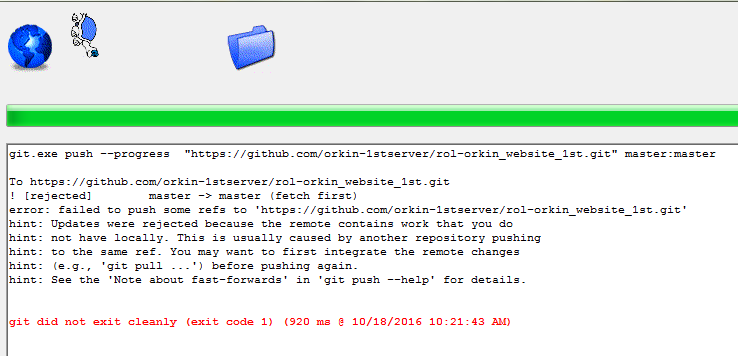 git.exe push --progress  "https://github.com/orkin-1stserver/rol-orkin_website_1st.git" master:master
To https://github.com/orkin-1stserver/rol-orkin_website_1st.git
! [rejected]        master -> master (fetch first)
error: failed to push some refs to 'https://github.com/orkin-1stserver/rol-orkin_website_1st.git'
hint: Updates were rejected because the remote contains work that you do
hint: not have locally. This is usually caused by another repository pushing
hint: to the same ref. You may want to first integrate the remote changes
hint: (e.g., 'git pull ...') before pushing again.
hint: See the 'Note about fast-forwards' in 'git push --help' for details.
git did not exit cleanly (exit code 1) (920 ms @ 10/18/2016 10:21:43 AM)